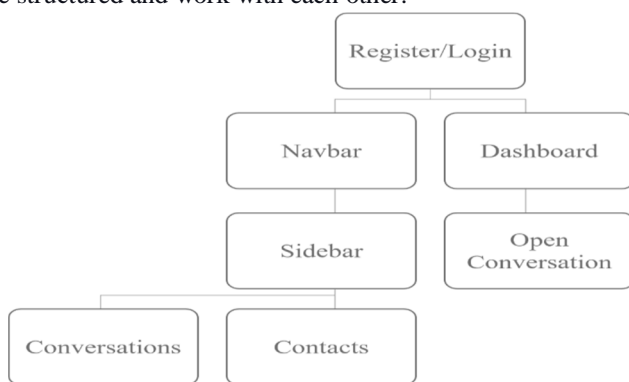 structured and work with each other.
Register/Login
Navbar
Dashboard
Sidebar
Open
Conversation
Conversations
Contacts